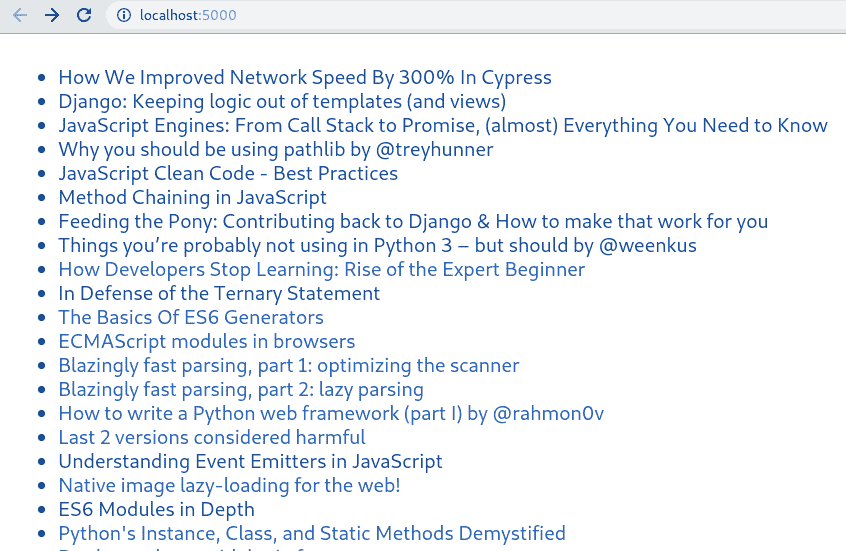 localhost:5000
How We Improved Network Speed By 300% In Cypress
Django: Keeping logic out of templates (and views)
JavaScript Engines: From Call Stack to Promise, (almost) Everything You Need to Know
Why you should be using pathlib by @treyhunner
JavaScript Clean Code - Best Practices
Method Chaining in JavaScript
Feeding the Pony: Contributing back to Django & How to make that work for you
Things you’re probably not using in Python 3 – but should by @weenkus
How Developers Stop Learning: Rise of the Expert Beginner
In Defense of the Ternary Statement
The Basics Of ES6 Generators
ECMAScript modules in browsers
Blazingly fast parsing, part 1: optimizing the scanner
Blazingly fast parsing, part 2: lazy parsing
How to write a Python web framework (part I) by @rahmon0v
Last 2 versions considered harmful
Understanding Event Emitters in JavaScript
Native image lazy-loading for the web!
ES6 Modules in Depth
Python's Instance, Class, and Static Methods Demystified